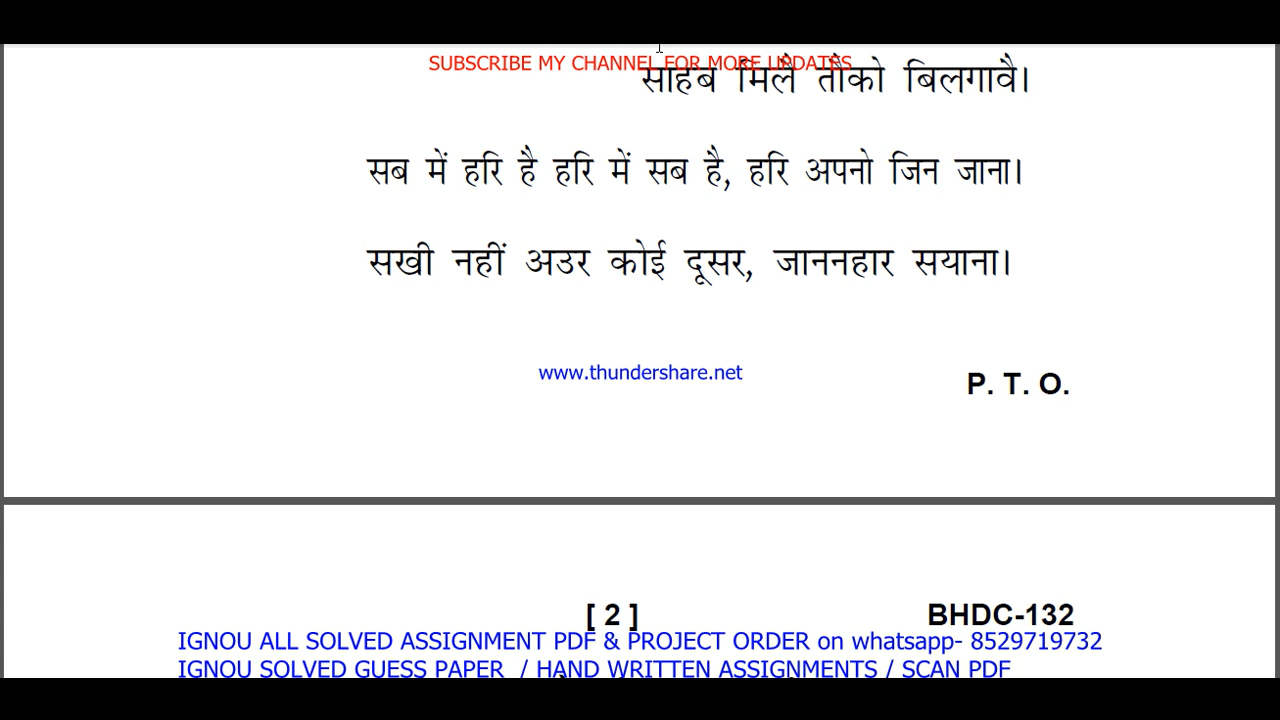 SUBSCRIBE MY CHANNEL FOR MORE UPDATES
साहब मिलै तौको बिलगावै।
सब में हरि है हरि में सब है, हरि अपनो जिन जाना।
सखी नहीं अउर कोई दूसर, जाननहार सयाना।
www.thundershare.net
P. T. O.
[ 2 ] BHDC-132
IGNOU ALL SOLVED ASSIGNMENT PDF & PROJECT ORDER on whatsapp- 8529719732
IGNOU SOLVED GUESS PAPER / HAND WRITTEN ASSIGNMENTS / SCAN PDF